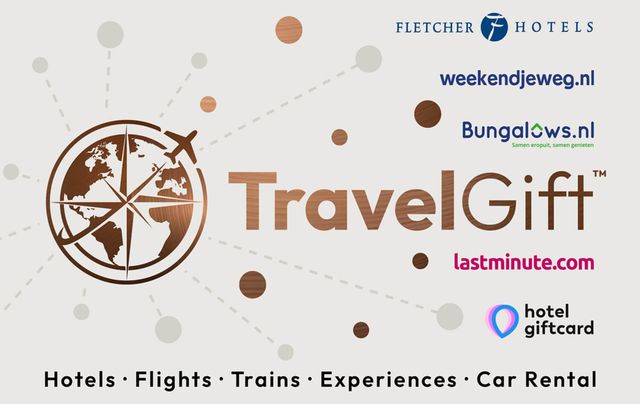 FLETCHER HOTELS
weekendjeweg.nl
Bungalows.nl
Samen eropuit, samen genieten
TravelGift™
lastminute.com
hotel
giftcard
Hotels · Flights · Trains · Experiences · Car Rental